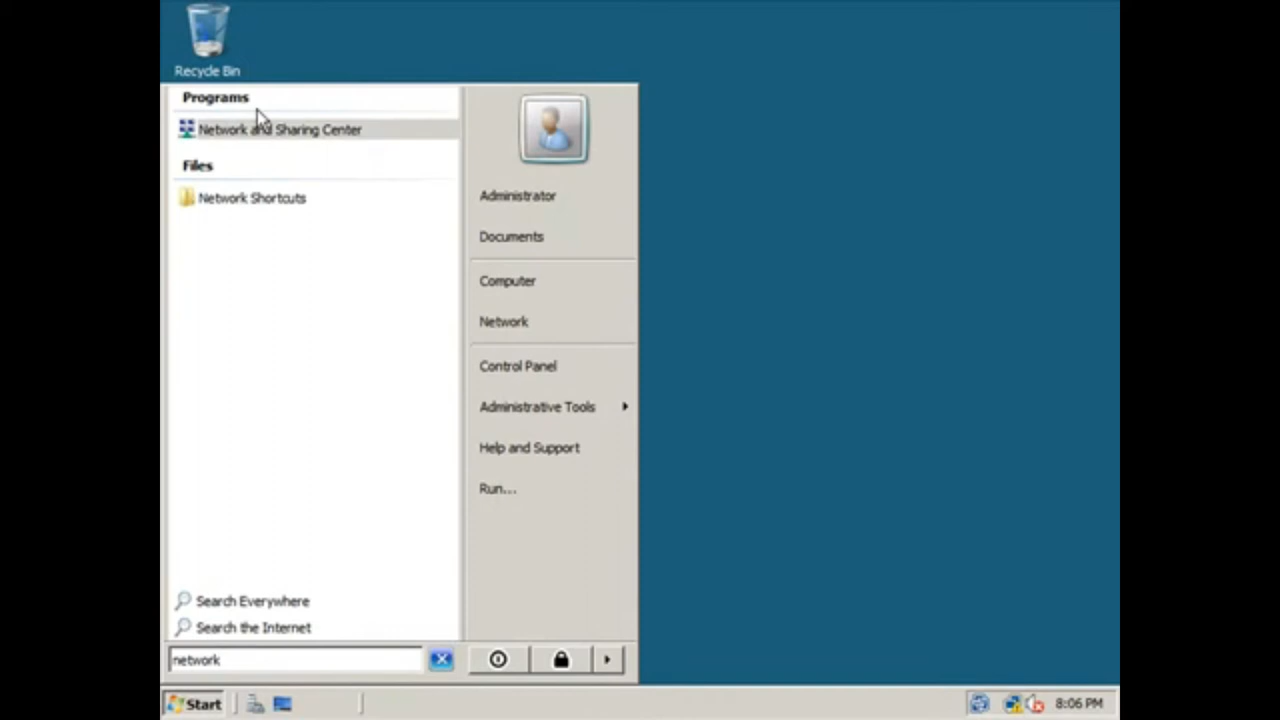 Recycle Bin
Programs
Network and Sharing Center
Files
Network Shortcuts
Search Everywhere
Search the Internet
network
Administrator
Documents
Computer
Network
Control Panel
Administrative Tools
Help and Support
Run...
Start
8:06 PM